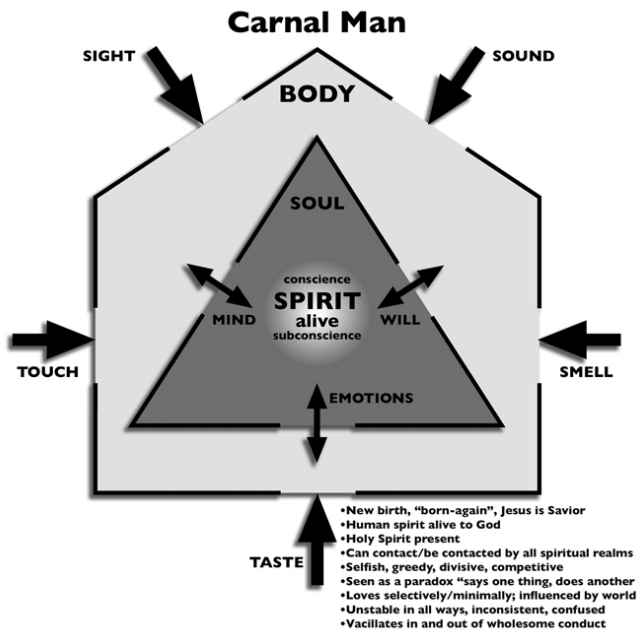 Carnal Man
SIGHT
SOUND
BODY
SOUL
conscience
SPIRIT
alive
subconscience
MIND
WILL
EMOTIONS
TOUCH
SMELL
TASTE
•New birth, “born-again”, Jesus is Savior
•Human spirit alive to God
•Holy Spirit present
•Can contact/be contacted by all spiritual realms
•Selfish, greedy, divisive, competitive
•Seen as a paradox “says one thing, does another
•Loves selectively/minimally; influenced by world
•Unstable in all ways, inconsistent, confused
•Vacillates in and out of wholesome conduct